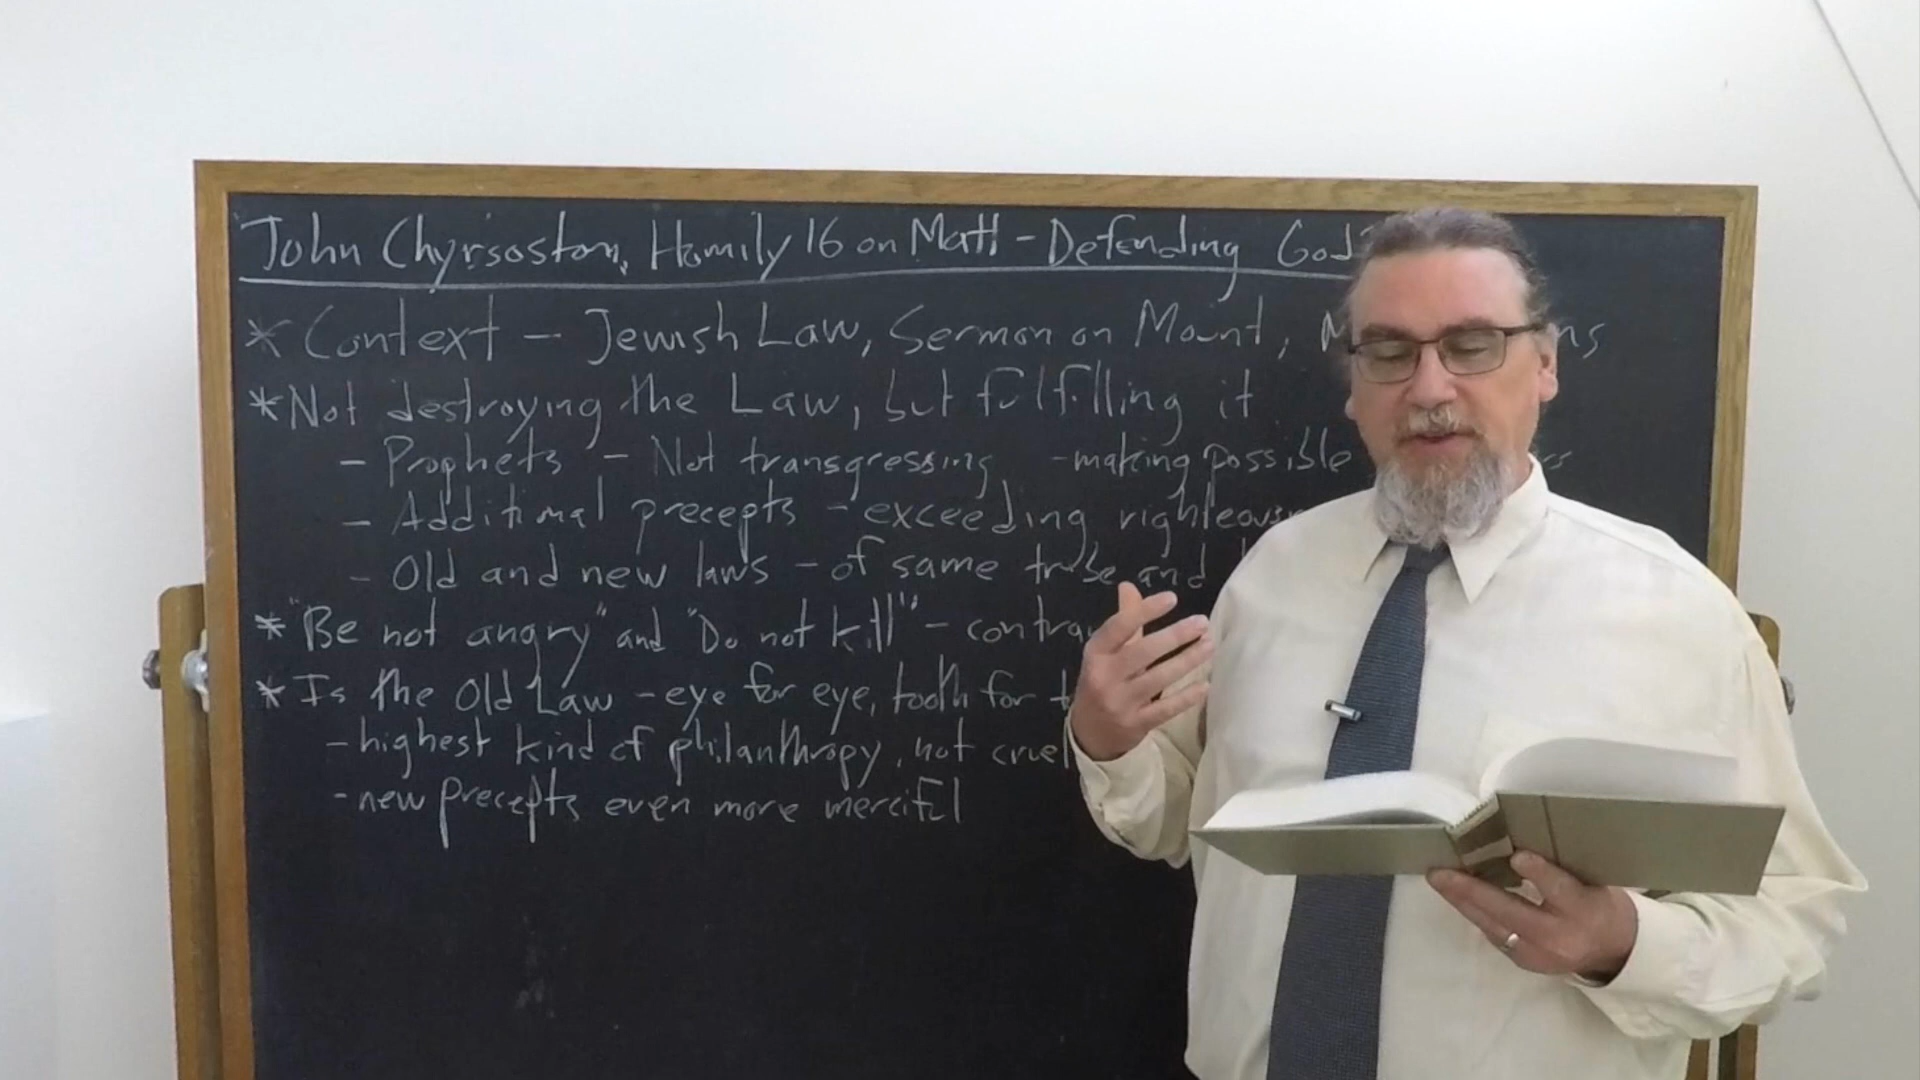 John Chyrsostom, Homily 16 on Matt - Defending God
* Context - Jewish Law, Sermon on Mount,
* Not destroying the Law, but fulfilling it
- Prophets - Not transgressing - making possible
- Additional precepts - exceeding
- Old and new laws - of same tribe and
* "Be not angry" and "Do not kill" -
* Is the Old Law - eye for eye, tooth for
- highest kind of philanthropy, not
- new precepts even more merciful